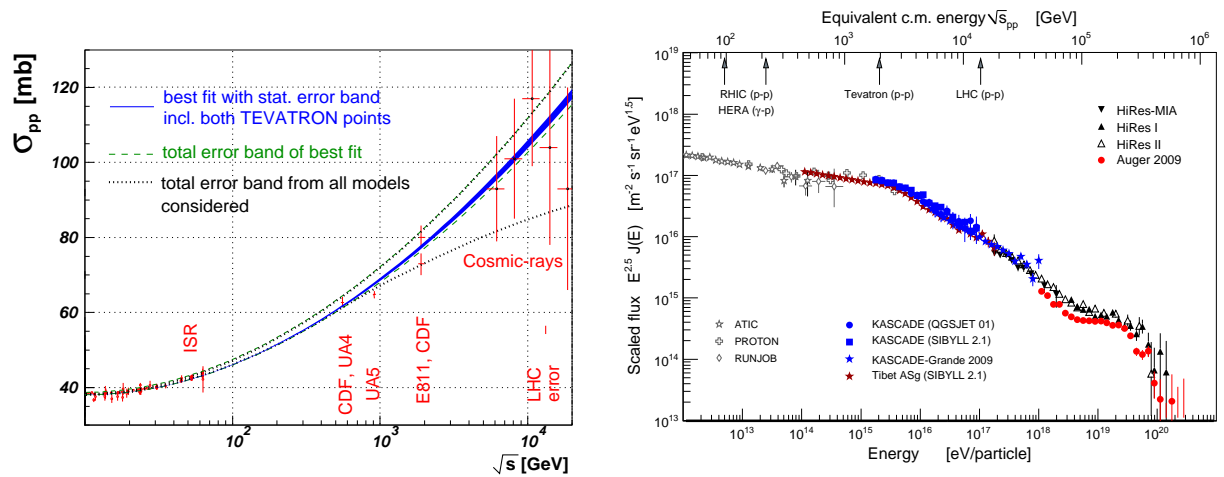 σpp [mb]
120
100
80
60
40
best fit with stat. error band
incl. both TEVATRON points
total error band of best fit
total error band from all models
considered
Cosmic-rays
ISR
CDF, UA4
UA5
E811, CDF
LHC
error
10²
10³
10⁴
√s [GeV]
Equivalent c.m. energy √spp [GeV]
10²
10³
10⁴
10⁵
10⁶
RHIC (p-p)
HERA (γ-p)
Tevatron (p-p)
LHC (p-p)
HiRes-MIA
HiRes I
HiRes II
Auger 2009
Scaled flux E^2.5 J(E) [m⁻² s⁻¹ sr⁻¹ eV^1.5]
10¹⁹
10¹⁸
10¹⁷
10¹⁶
10¹⁵
10¹⁴
10¹³
ATIC
PROTON
RUNJOB
KASCADE (QGSJET 01)
KASCADE (SIBYLL 2.1)
KASCADE-Grande 2009
Tibet ASg (SIBYLL 2.1)
10¹³
10¹⁴
10¹⁵
10¹⁶
10¹⁷
10¹⁸
10¹⁹
10²⁰
Energy [eV/particle]